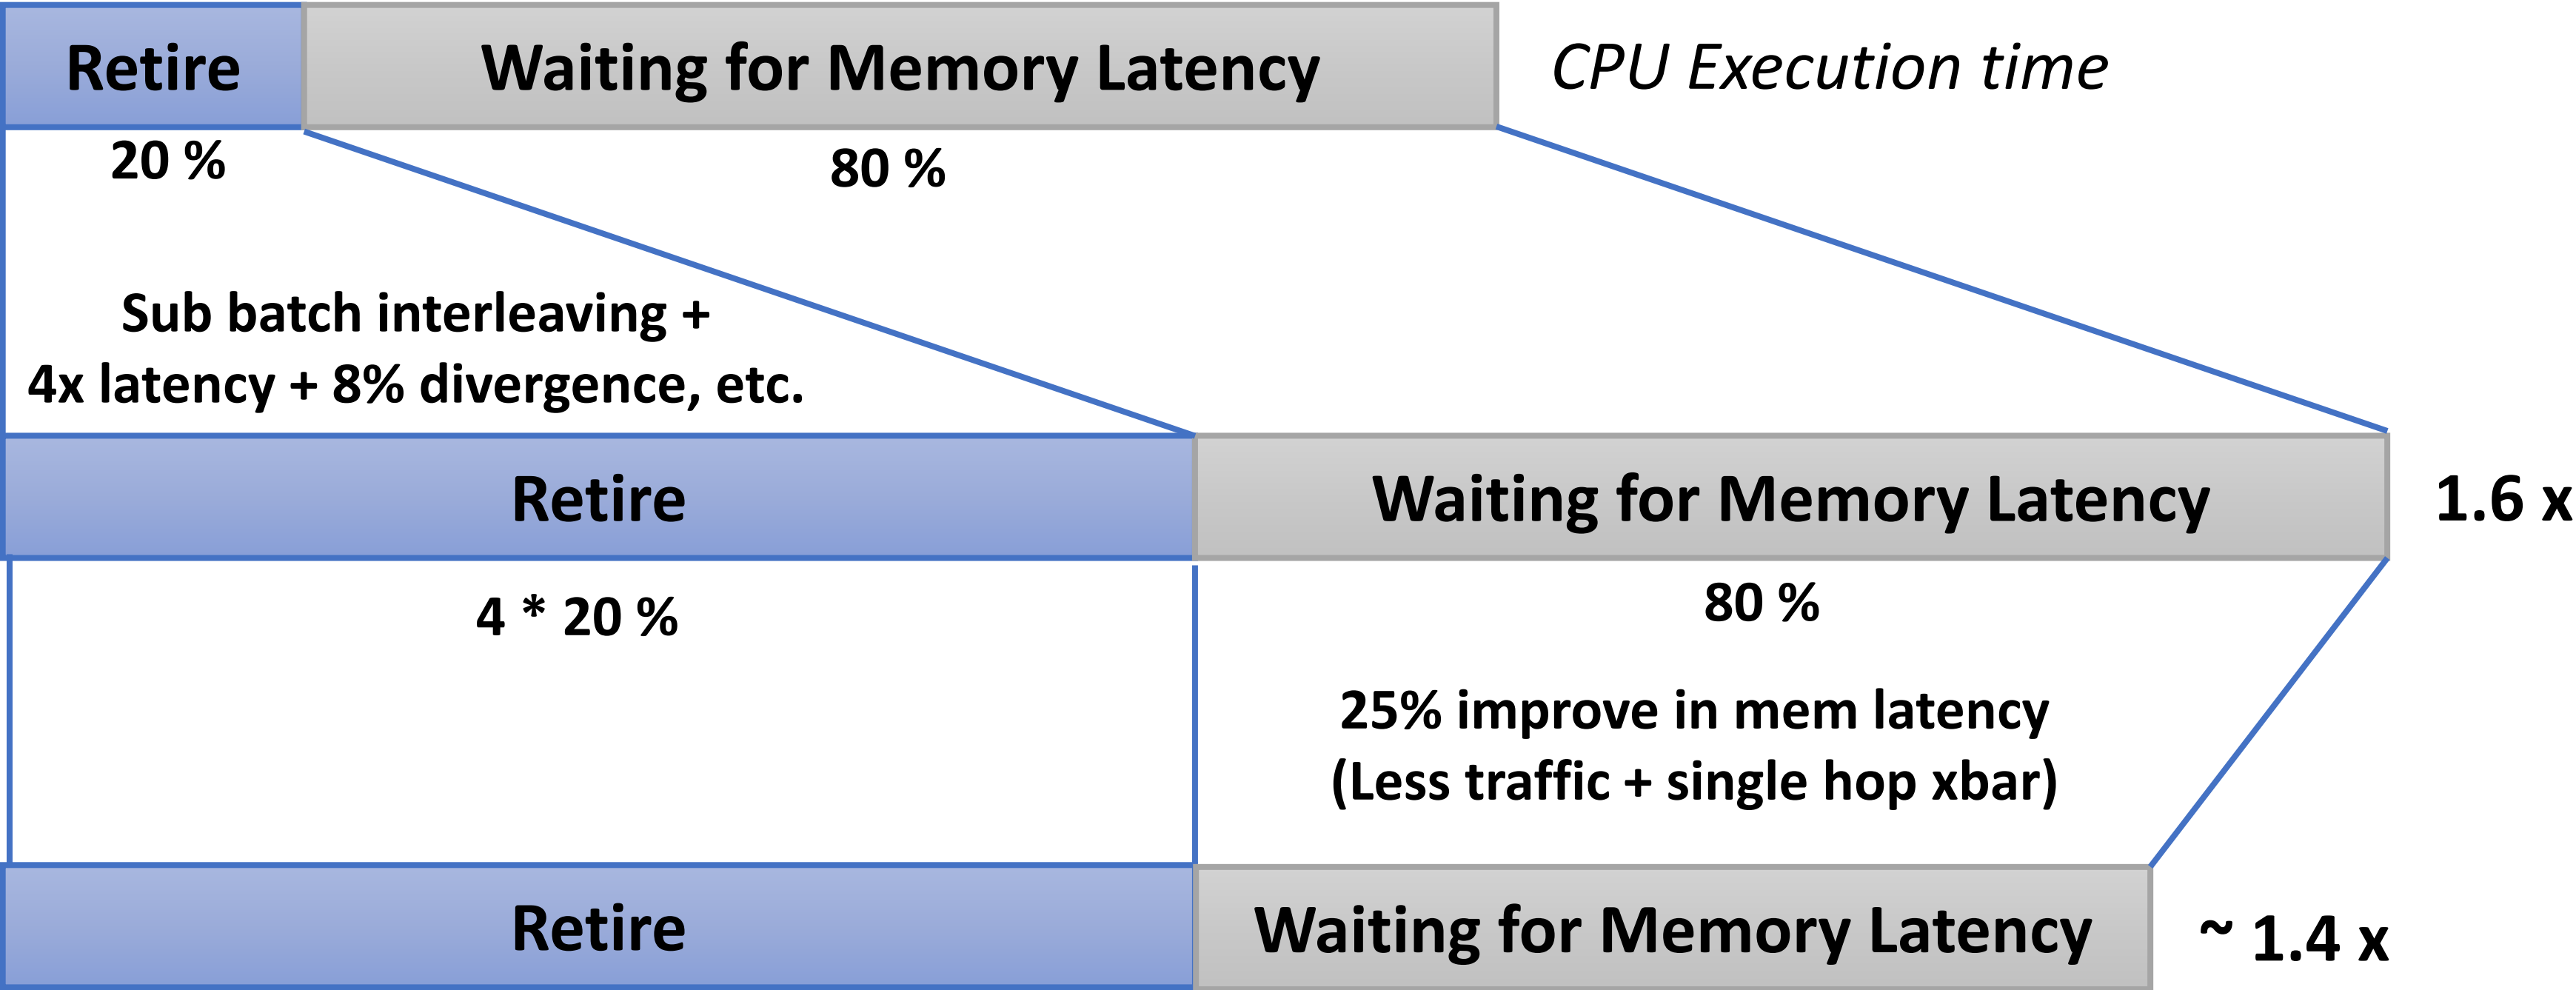 Retire
Waiting for Memory Latency
CPU Execution time
20 %
80 %
Sub batch interleaving +
4x latency + 8% divergence, etc.
Retire
Waiting for Memory Latency
1.6 x
4 * 20 %
80 %
25% improve in mem latency
(Less traffic + single hop xbar)
Retire
Waiting for Memory Latency
~ 1.4 x